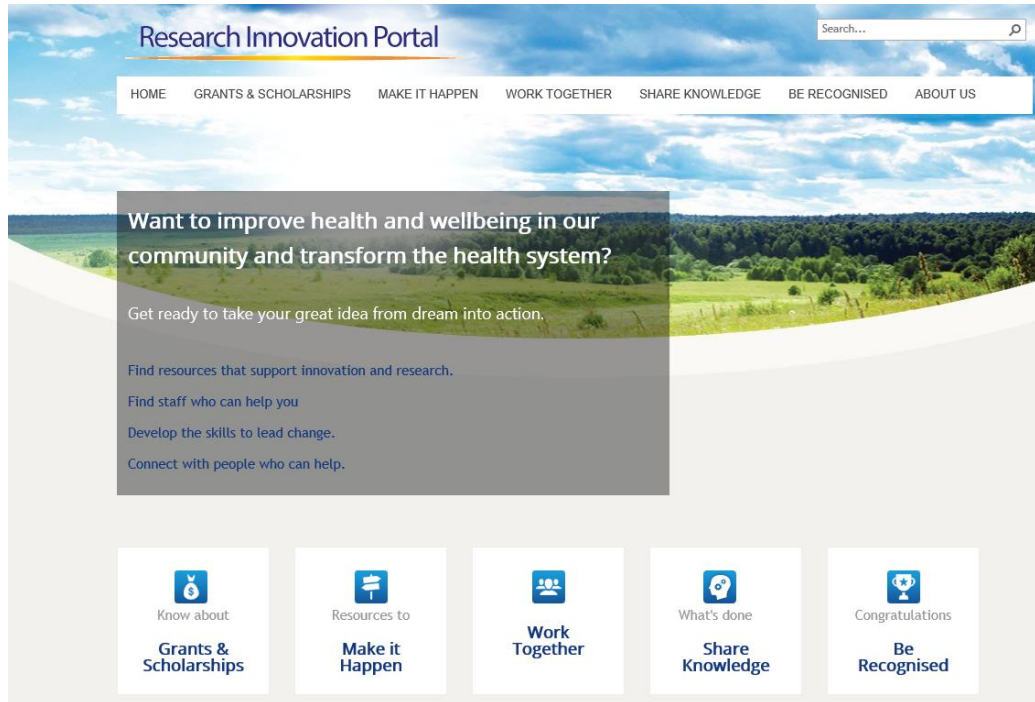 Research Innovation Portal
Search...
HOME GRANTS & SCHOLARSHIPS MAKE IT HAPPEN WORK TOGETHER SHARE KNOWLEDGE BE RECOGNISED ABOUT US
Want to improve health and wellbeing in our
community and transform the health system?
Get ready to take your great idea from dream into action.
Find resources that support innovation and research.
Find staff who can help you
Develop the skills to lead change.
Connect with people who can help.
Know about
Grants &
Scholarships
Resources to
Make it
Happen
Work
Together
What's done
Share
Knowledge
Congratulations
Be
Recognised